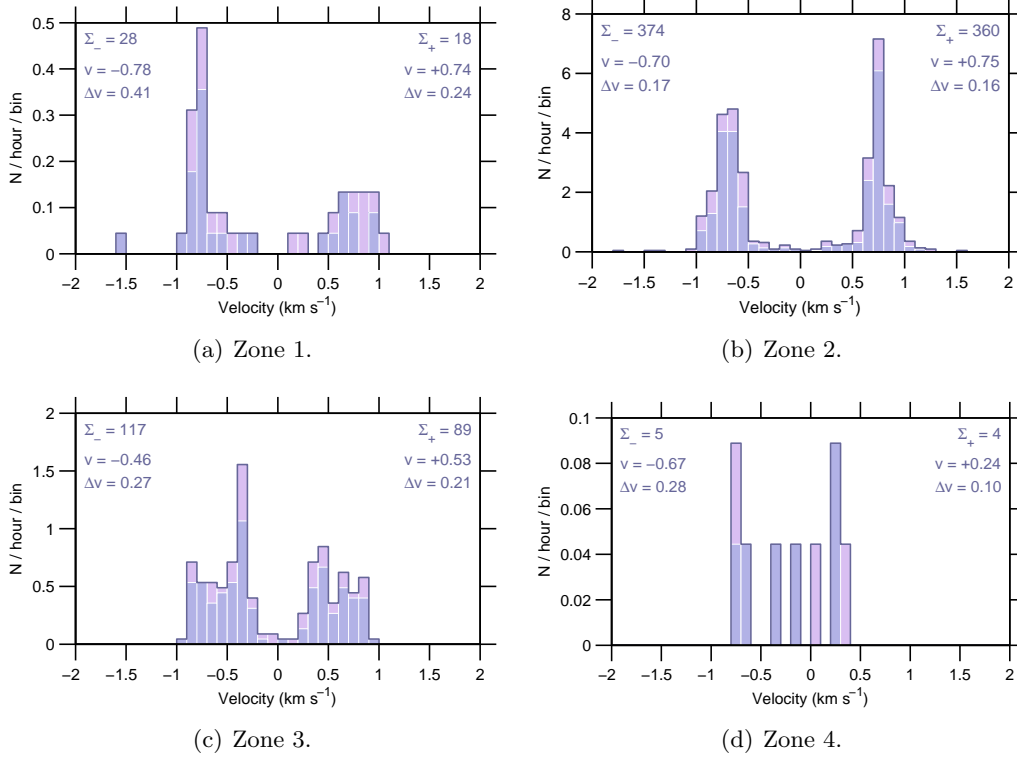 0.5
0.4
0.3
0.2
0.1
0
N / hour / bin
Σ− = 28
v = −0.78
Δv = 0.41
Σ+ = 18
v = +0.74
Δv = 0.24
−2 −1.5 −1 −0.5 0 0.5 1 1.5 2
Velocity (km s−1)
(a) Zone 1.
8
6
4
2
0
N / hour / bin
Σ− = 374
v = −0.70
Δv = 0.17
Σ+ = 360
v = +0.75
Δv = 0.16
−2 −1.5 −1 −0.5 0 0.5 1 1.5 2
Velocity (km s−1)
(b) Zone 2.
2
1.5
1
0.5
0
N / hour / bin
Σ− = 117
v = −0.46
Δv = 0.27
Σ+ = 89
v = +0.53
Δv = 0.21
−2 −1.5 −1 −0.5 0 0.5 1 1.5 2
Velocity (km s−1)
(c) Zone 3.
0.1
0.08
0.06
0.04
0.02
0
N / hour / bin
Σ− = 5
v = −0.67
Δv = 0.28
Σ+ = 4
v = +0.24
Δv = 0.10
−2 −1.5 −1 −0.5 0 0.5 1 1.5 2
Velocity (km s−1)
(d) Zone 4.